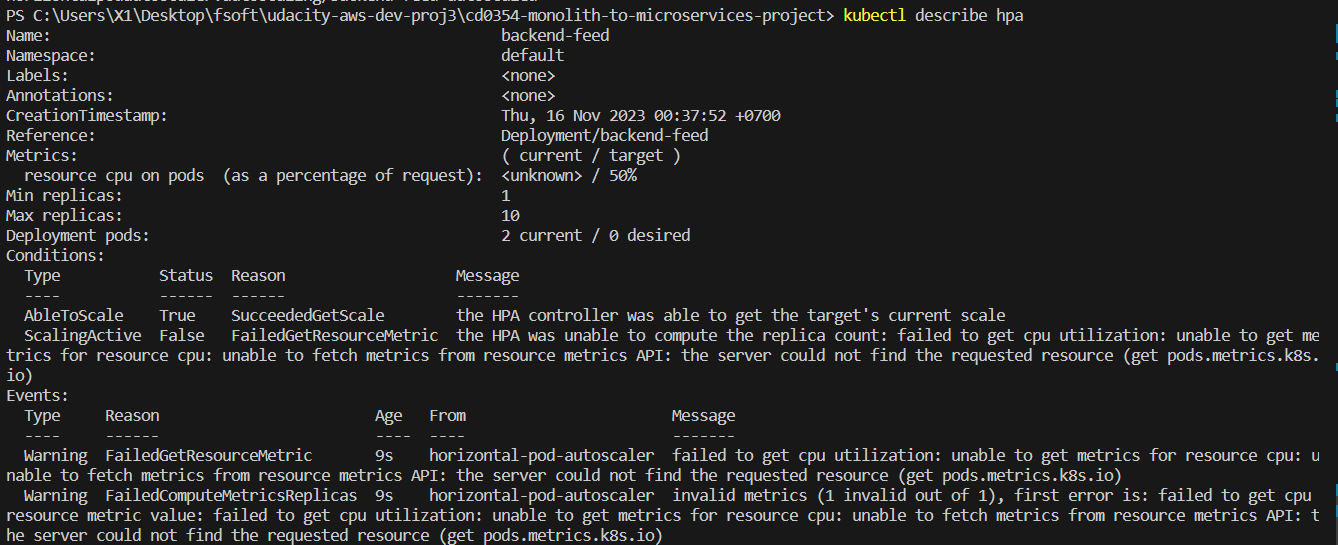 PS C:\Users\X1\Desktop\fsoft\udacity-aws-dev-proj3\cd0354-monolith-to-microservices-project> kubectl describe hpa
Name:                                                  backend-feed
Namespace:                                             default
Labels:                                                <none>
Annotations:                                           <none>
CreationTimestamp:                                     Thu, 16 Nov 2023 00:37:52 +0700
Reference:                                             Deployment/backend-feed
Metrics:                                               ( current / target )
  resource cpu on pods  (as a percentage of request):  <unknown> / 50%
Min replicas:                                          1
Max replicas:                                          10
Deployment pods:                                       2 current / 0 desired
Conditions:
  Type           Status  Reason                   Message
  ----           ------  ------                   -------
  AbleToScale    True    SucceededGetScale        the HPA controller was able to get the target's current scale
  ScalingActive  False   FailedGetResourceMetric  the HPA was unable to compute the replica count: failed to get cpu utilization: unable to get me
trics for resource cpu: unable to fetch metrics from resource metrics API: the server could not find the requested resource (get pods.metrics.k8s.
io)
Events:
  Type     Reason                        Age   From                       Message
  ----     ------                        ----  ----                       -------
  Warning  FailedGetResourceMetric       9s    horizontal-pod-autoscaler  failed to get cpu utilization: unable to get metrics for resource cpu: u
nable to fetch metrics from resource metrics API: the server could not find the requested resource (get pods.metrics.k8s.io)
  Warning  FailedComputeMetricsReplicas  9s    horizontal-pod-autoscaler  invalid metrics (1 invalid out of 1), first error is: failed to get cpu
resource metric value: failed to get cpu utilization: unable to get metrics for resource cpu: unable to fetch metrics from resource metrics API: t
he server could not find the requested resource (get pods.metrics.k8s.io)